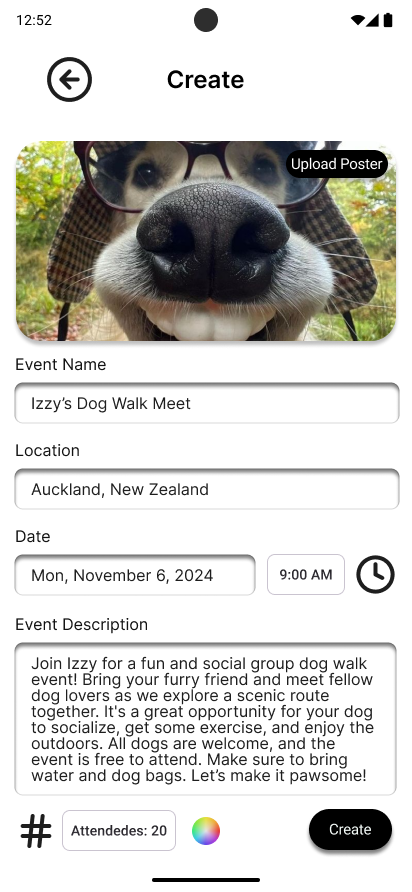 12:52
Create
Upload Poster
Event Name
Izzy’s Dog Walk Meet
Location
Auckland, New Zealand
Date
Mon, November 6, 2024
9:00 AM
Event Description
Join Izzy for a fun and social group dog walk
event! Bring your furry friend and meet fellow
dog lovers as we explore a scenic route
together. It's a great opportunity for your dog
to socialize, get some exercise, and enjoy the
outdoors. All dogs are welcome, and the
event is free to attend. Make sure to bring
water and dog bags. Let’s make it pawsome!
#
Attendedes: 20
Create